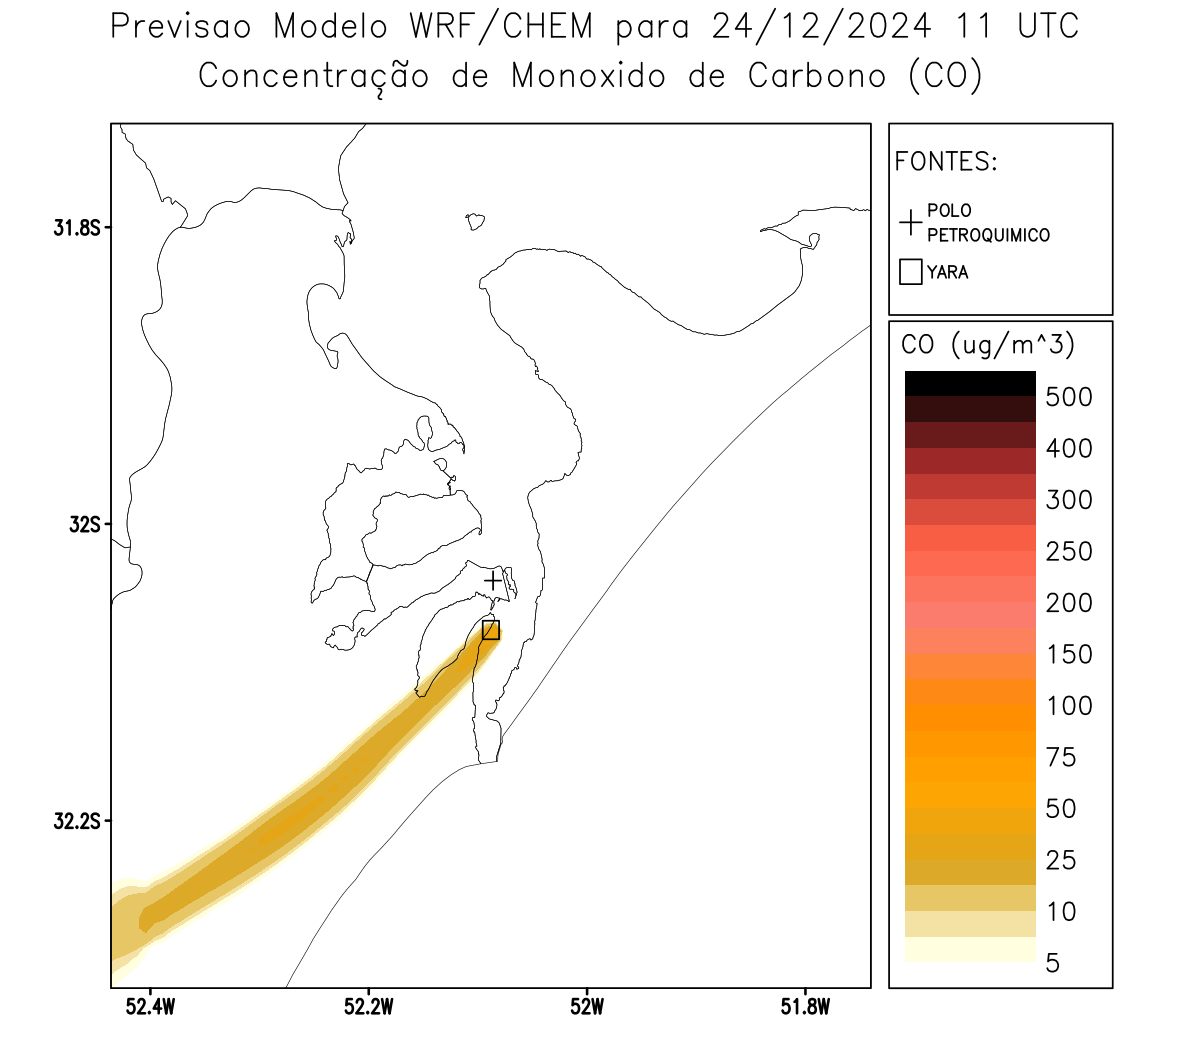 Previsao Modelo WRF/CHEM para 24/12/2024 11 UTC
Concentração de Monoxido de Carbono (CO)
FONTES:
POLO
PETROQUIMICO
YARA
CO (ug/m^3)
500
400
300
250
200
150
100
75
50
25
10
5
31.8S
32S
32.2S
52.4W
52.2W
52W
51.8W